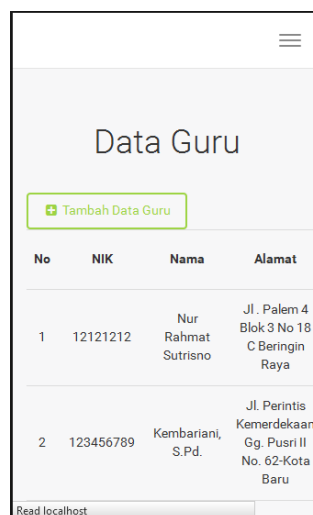 Data Guru
Tambah Data Guru
No NIK Nama Alamat
1 12121212 Nur Rahmat Sutrisno Jl . Palem 4 Blok 3 No 18 C Beringin Raya
2 123456789 Kembariani, S.Pd. Jl. Perintis Kemerdekaan Gg. Pusri II No. 62-Kota Baru
Read localhost